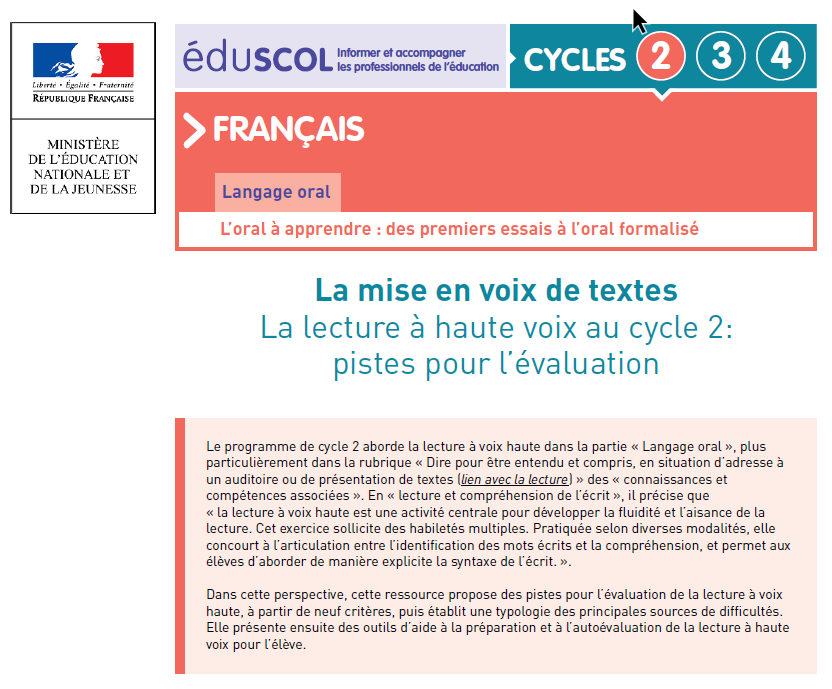 Liberté • Égalité • Fraternité
RÉPUBLIQUE FRANÇAISE
MINISTÈRE
DE L'ÉDUCATION
NATIONALE ET
DE LA JEUNESSE
éduSCOL Informer et accompagner
les professionnels de l'éducation
CYCLES 2 3 4
FRANÇAIS
Langage oral
L'oral à apprendre : des premiers essais à l'oral formalisé
La mise en voix de textes
La lecture à haute voix au cycle 2:
pistes pour l'évaluation
Le programme de cycle 2 aborde la lecture à voix haute dans la partie « Langage oral », plus
particulièrement dans la rubrique « Dire pour être entendu et compris, en situation d'adresse à
un auditoire ou de présentation de textes (lien avec la lecture) » des « connaissances et
compétences associées ». En « lecture et compréhension de l'écrit », il précise que
« la lecture à voix haute est une activité centrale pour développer la fluidité et l'aisance de la
lecture. Cet exercice sollicite des habiletés multiples. Pratiquée selon diverses modalités, elle
concourt à l'articulation entre l'identification des mots écrits et la compréhension, et permet aux
élèves d'aborder de manière explicite la syntaxe de l'écrit. ».
Dans cette perspective, cette ressource propose des pistes pour l'évaluation de la lecture à voix
haute, à partir de neuf critères, puis établit une typologie des principales sources de difficultés.
Elle présente ensuite des outils d'aide à la préparation et à l'autoévaluation de la lecture à haute
voix pour l'élève.